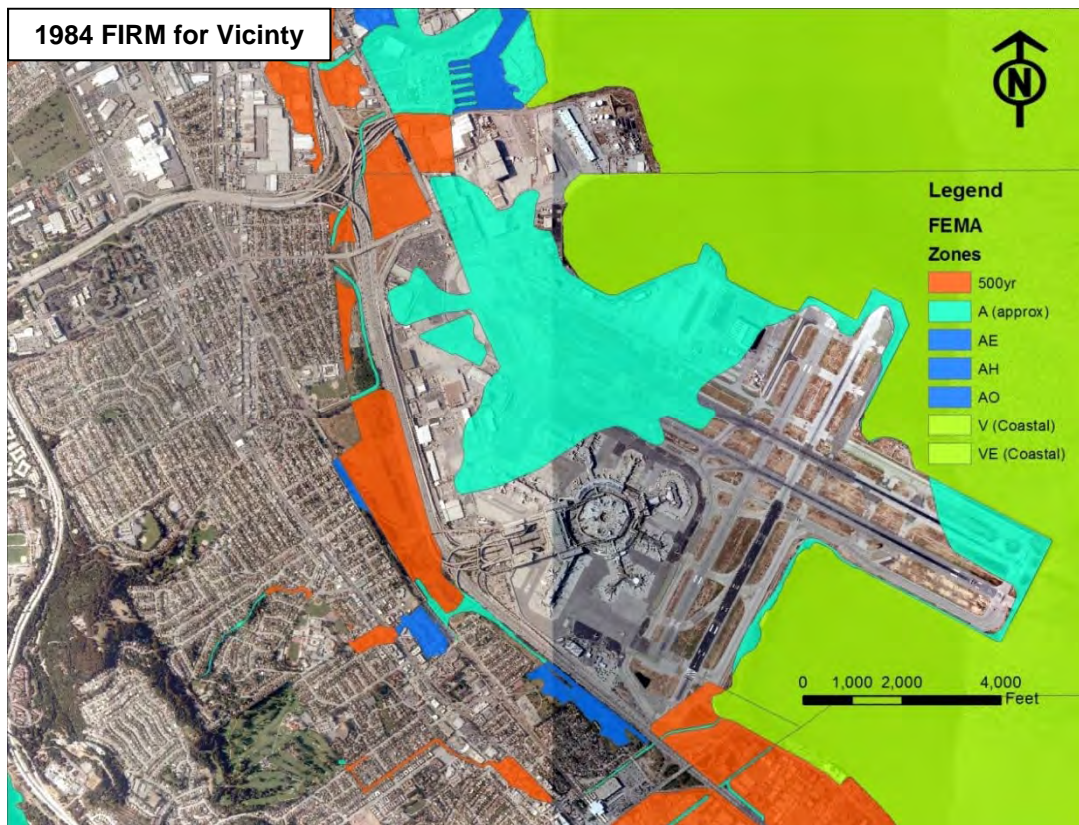 1984 FIRM for Vicinty
N
Legend
FEMA
Zones
500yr
A (approx)
AE
AH
AO
V (Coastal)
VE (Coastal)
0 1,000 2,000 4,000
Feet